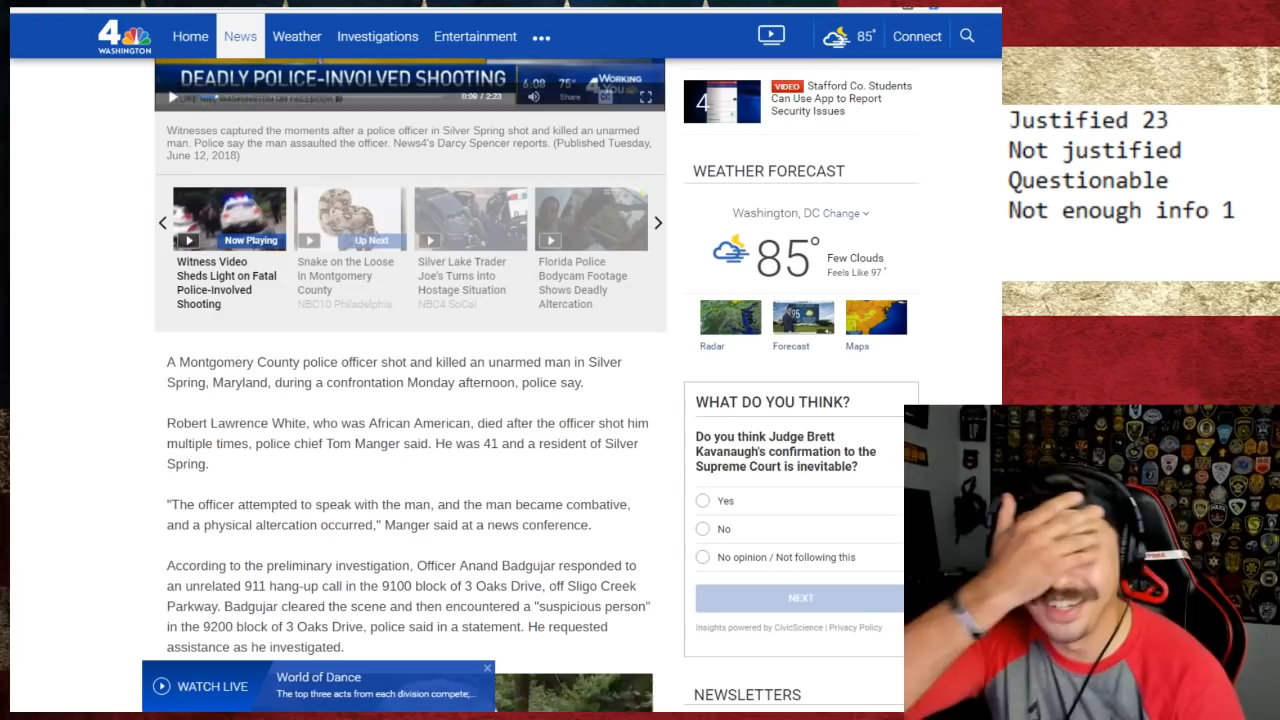 4
WASHINGTON
Home
News
Weather
Investigations
Entertainment
85°
Connect
DEADLY POLICE-INVOLVED SHOOTING
6:08
75°
4
WORKING
YOU
0:09 / 2:23
Share
CC
Witnesses captured the moments after a police officer in Silver Spring shot and killed an unarmed
man. Police say the man assaulted the officer. News4's Darcy Spencer reports. (Published Tuesday,
June 12, 2018)
Now Playing
Up Next
Witness Video
Sheds Light on Fatal
Police-Involved
Shooting
Snake on the Loose
in Montgomery
County
NBC10 Philadelphia
Silver Lake Trader
Joe's Turns into
Hostage Situation
NBC4 SoCal
Florida Police
Bodycam Footage
Shows Deadly
Altercation
A Montgomery County police officer shot and killed an unarmed man in Silver
Spring, Maryland, during a confrontation Monday afternoon, police say.
Robert Lawrence White, who was African American, died after the officer shot him
multiple times, police chief Tom Manger said. He was 41 and a resident of Silver
Spring.
"The officer attempted to speak with the man, and the man became combative,
and a physical altercation occurred," Manger said at a news conference.
According to the preliminary investigation, Officer Anand Badgujar responded to
an unrelated 911 hang-up call in the 9100 block of 3 Oaks Drive, off Sligo Creek
Parkway. Badgujar cleared the scene and then encountered a "suspicious person"
in the 9200 block of 3 Oaks Drive, police said in a statement. He requested
assistance as he investigated.
WATCH LIVE
World of Dance
The top three acts from each division compete;...
4
VIDEO Stafford Co. Students
Can Use App to Report
Security Issues
WEATHER FORECAST
Washington, DC Change
85°
Few Clouds
Feels Like 97°
Radar
Forecast
Maps
WHAT DO YOU THINK?
Do you think Judge Brett
Kavanaugh's confirmation to the
Supreme Court is inevitable?
Yes
No
No opinion / Not following this
NEXT
Insights powered by CivicScience | Privacy Policy
NEWSLETTERS
Justified 23
Not justified
Questionable
Not enough info 1